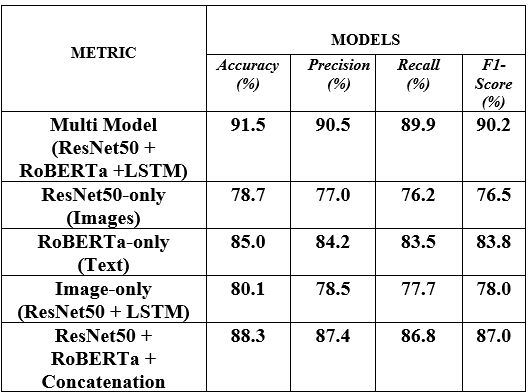 METRIC
MODELS
Accuracy (%) Precision (%) Recall (%) F1-Score (%)
Multi Model
(ResNet50 +
RoBERTa +LSTM)
91.5 90.5 89.9 90.2
ResNet50-only
(Images)
78.7 77.0 76.2 76.5
RoBERTa-only
(Text)
85.0 84.2 83.5 83.8
Image-only
(ResNet50 + LSTM)
80.1 78.5 77.7 78.0
ResNet50 +
RoBERTa +
Concatenation
88.3 87.4 86.8 87.0